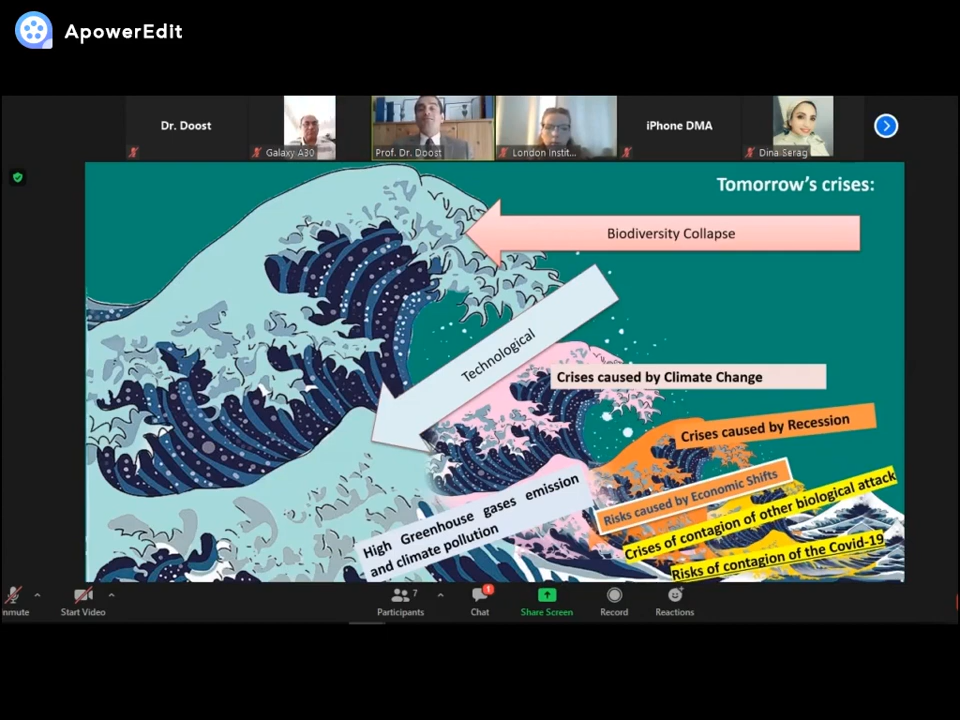 ApowerEdit
Dr. Doost
Galaxy A30
Prof. Dr. Doost
London Instit...
iPhone DMA
Dina Serag
Tomorrow's crises:
Biodiversity Collapse
Technological
Crises caused by Climate Change
Crises caused by Recession
Risks caused by Economic Shifts
High Greenhouse gases emission
and climate pollution
Crises of contagion of other biological attack
Risks of contagion of the Covid-19
nmute
Start Video
Participants
7
Chat
1
Share Screen
Record
Reactions